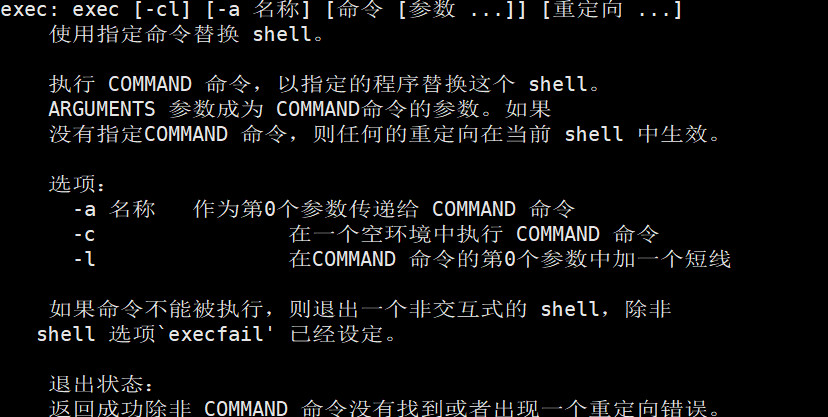 exec: exec [-cl] [-a 名称] [命令 [参数 ...]] [重定向 ...]
使用指定命令替换 shell。
执行 COMMAND 命令，以指定的程序替换这个 shell。
ARGUMENTS 参数成为 COMMAND命令的参数。如果
没有指定COMMAND 命令，则任何的重定向在当前 shell 中生效。
选项：
-a 名称 作为第0个参数传递给 COMMAND 命令
-c 在一个空环境中执行 COMMAND 命令
-l 在COMMAND 命令的第0个参数中加一个短线
如果命令不能被执行，则退出一个非交互式的 shell，除非
shell 选项`execfail' 已经设定。
退出状态：
返回成功除非 COMMAND 命令没有找到或者出现一个重定向错误。